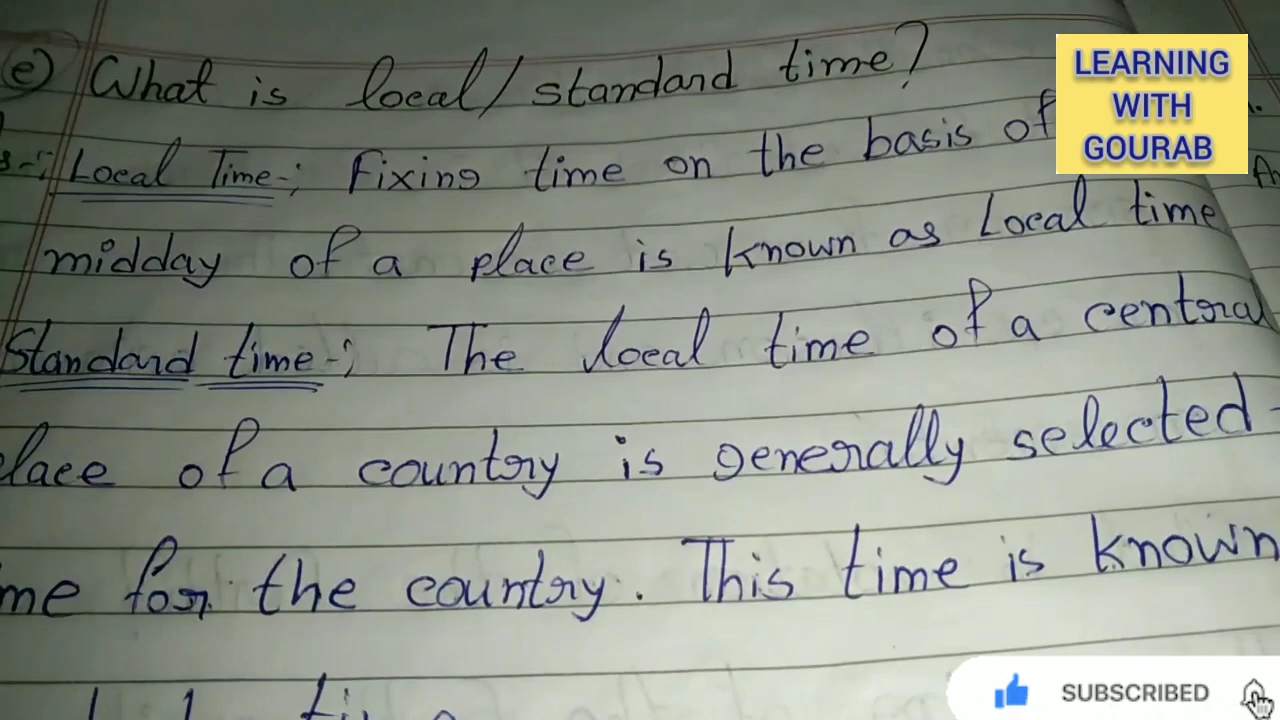 e) What is local/standard time?
LEARNING
WITH
GOURAB
Local Time-: Fixing time on the basis of
midday of a place is known as Local time
Standard time-: The local time of a central
lace of a country is generally selected
me for the country. This time is known
SUBSCRIBED